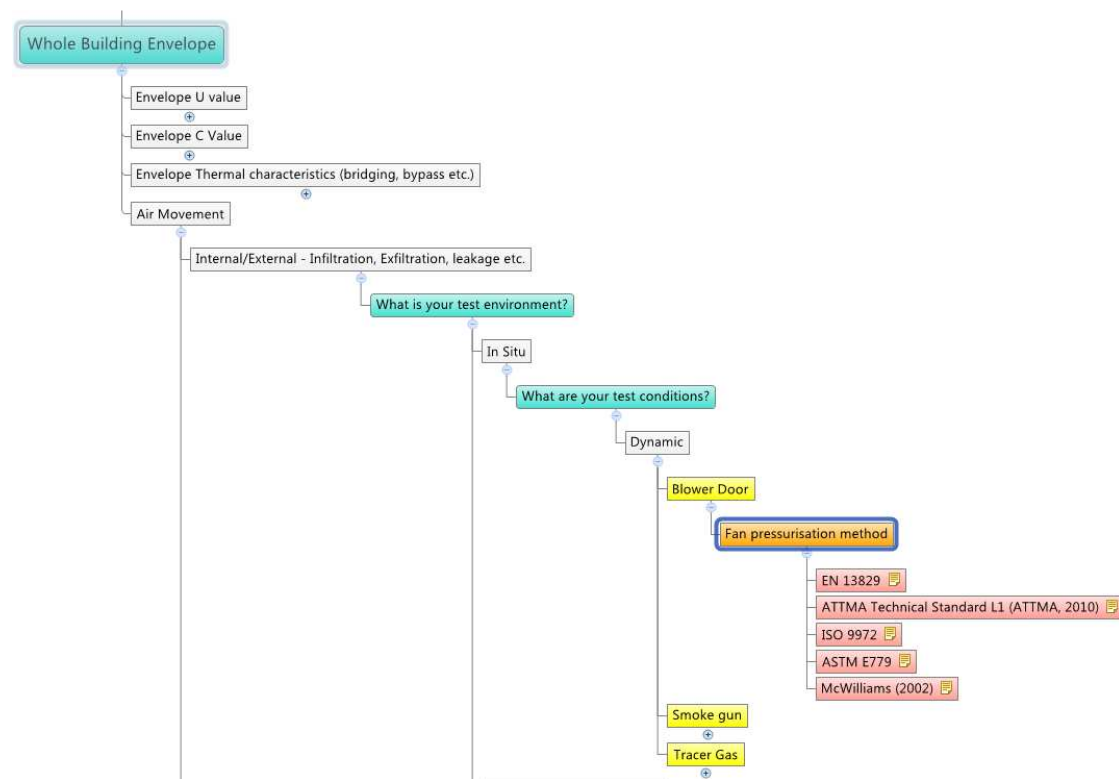 Whole Building Envelope
Envelope U value
Envelope C Value
Envelope Thermal characteristics (bridging, bypass etc.)
Air Movement
Internal/External - Infiltration, Exfiltration, leakage etc.
What is your test environment?
In Situ
What are your test conditions?
Dynamic
Blower Door
Fan pressurisation method
EN 13829
ATTMA Technical Standard L1 (ATTMA, 2010)
ISO 9972
ASTM E779
McWilliams (2002)
Smoke gun
Tracer Gas